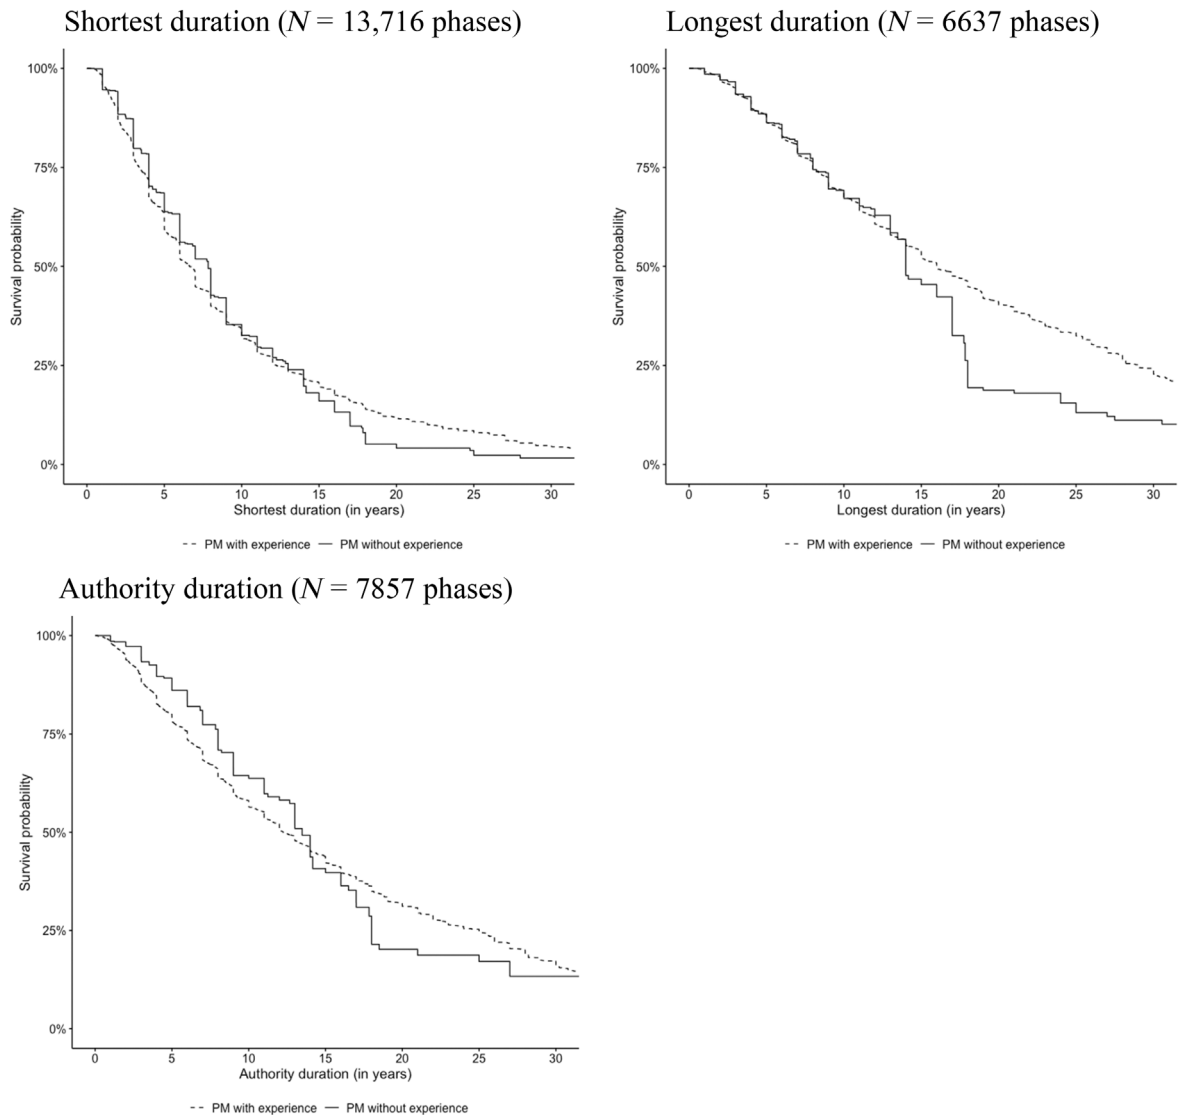 Shortest duration (N = 13,716 phases)
100%
75%
50%
25%
0%
Survival probability
0 5 10 15 20 25 30
Shortest duration (in years)
PM with experience PM without experience
Longest duration (N = 6637 phases)
100%
75%
50%
25%
0%
Survival probability
0 5 10 15 20 25 30
Longest duration (in years)
PM with experience PM without experience
Authority duration (N = 7857 phases)
100%
75%
50%
25%
0%
Survival probability
0 5 10 15 20 25 30
Authority duration (in years)
PM with experience PM without experience